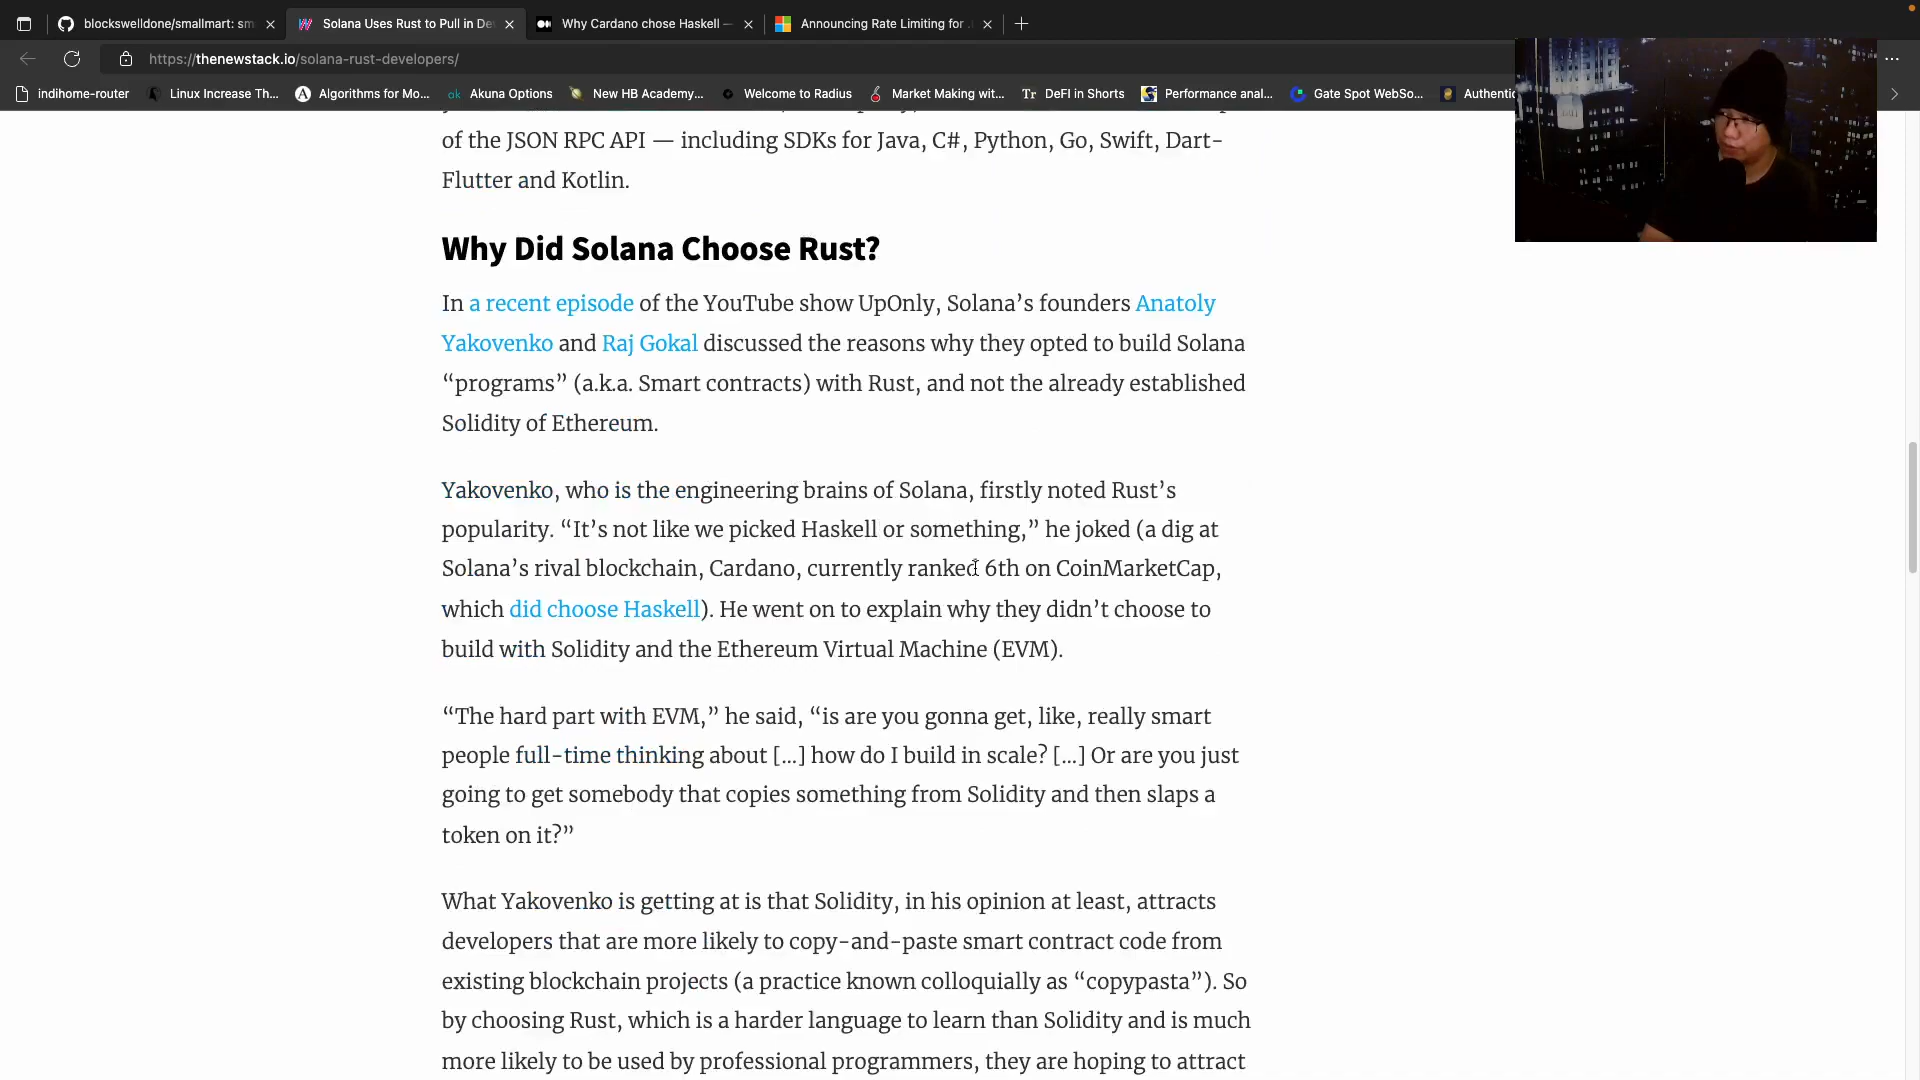 blockswelldone/smallmart: sm
Solana Uses Rust to Pull in De
Why Cardano chose Haskell —
Announcing Rate Limiting for .
https://thenewstack.io/solana-rust-developers/
indihome-router
Linux Increase Th...
Algorithms for Mo...
ak Akuna Options
New HB Academy,...
Welcome to Radius
Market Making wit...
Tr DeFI in Shorts
Performance anal...
Gate Spot WebSo...
Authentic
of the JSON RPC API — including SDKs for Java, C#, Python, Go, Swift, Dart-
Flutter and Kotlin.
Why Did Solana Choose Rust?
In a recent episode of the YouTube show UpOnly, Solana’s founders Anatoly
Yakovenko and Raj Gokal discussed the reasons why they opted to build Solana
“programs” (a.k.a. Smart contracts) with Rust, and not the already established
Solidity of Ethereum.
Yakovenko, who is the engineering brains of Solana, firstly noted Rust’s
popularity. “It’s not like we picked Haskell or something,” he joked (a dig at
Solana’s rival blockchain, Cardano, currently ranked 6th on CoinMarketCap,
which did choose Haskell). He went on to explain why they didn’t choose to
build with Solidity and the Ethereum Virtual Machine (EVM).
“The hard part with EVM,” he said, “is are you gonna get, like, really smart
people full-time thinking about [...] how do I build in scale? [...] Or are you just
going to get somebody that copies something from Solidity and then slaps a
token on it?”
What Yakovenko is getting at is that Solidity, in his opinion at least, attracts
developers that are more likely to copy-and-paste smart contract code from
existing blockchain projects (a practice known colloquially as “copypasta”). So
by choosing Rust, which is a harder language to learn than Solidity and is much
more likely to be used by professional programmers, they are hoping to attract